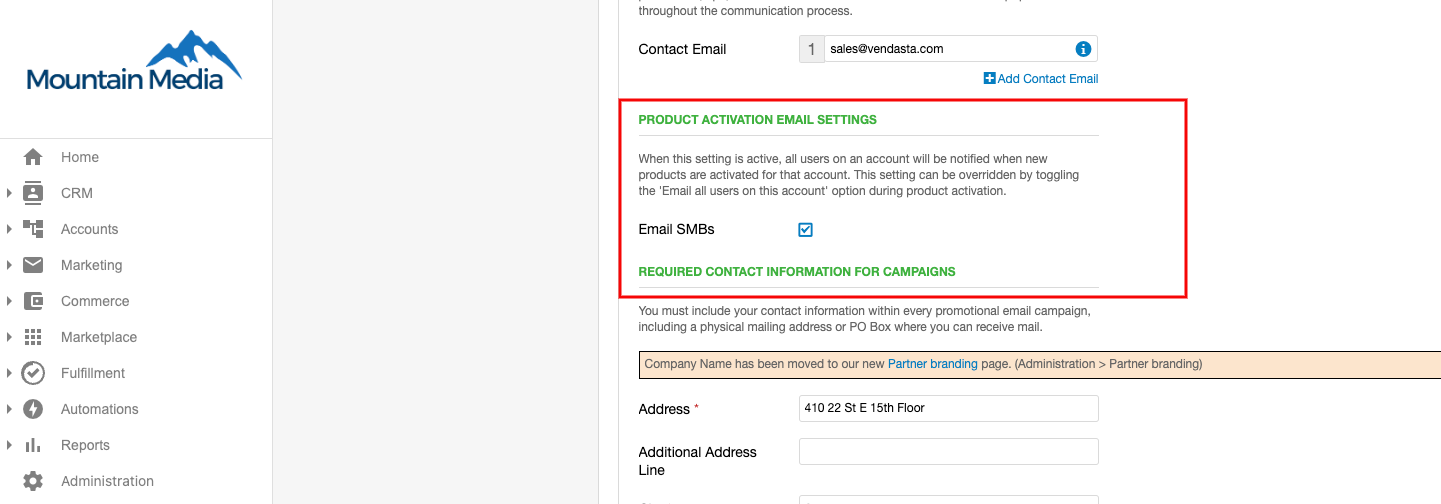 Mountain Media
Home
CRM
Accounts
Marketing
Commerce
Marketplace
Fulfillment
Automations
Reports
Administration
throughout the communication process.
Contact Email
1
sales@vendasta.com
Add Contact Email
PRODUCT ACTIVATION EMAIL SETTINGS
When this setting is active, all users on an account will be notified when new
products are activated for that account. This setting can be overridden by toggling
the 'Email all users on this account' option during product activation.
Email SMBs
REQUIRED CONTACT INFORMATION FOR CAMPAIGNS
You must include your contact information within every promotional email campaign,
including a physical mailing address or PO Box where you can receive mail.
Company Name has been moved to our new Partner branding page. (Administration > Partner branding)
Address *
410 22 St E 15th Floor
Additional Address
Line